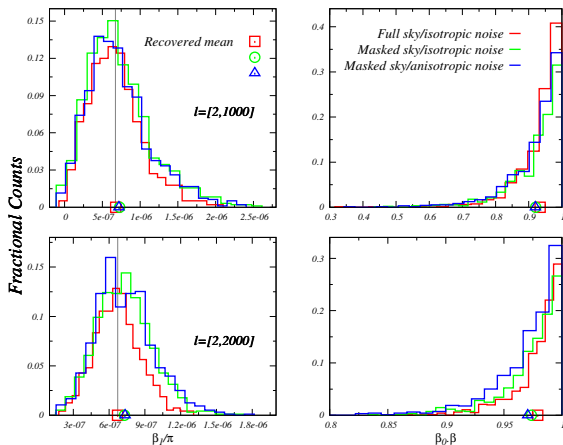 Fractional Counts
0.15
0.12
0.09
0.06
0.03
0
Recovered mean
l=[2,1000]
0 5e-07 1e-06 1.5e-06 2e-06 2.5e-06
0.4
0.3
0.2
0.1
0
Full sky/isotropic noise
Masked sky/isotropic noise
Masked sky/anisotropic noise
0.3 0.4 0.5 0.6 0.7 0.8 0.9 1
0.15
0.1
0.05
0
l=[2,2000]
3e-07 6e-07 9e-07 1.2e-06 1.5e-06 1.8e-06
β₁/π
0.3
0.2
0.1
0
0.8 0.85 0.9 0.95 1
β₀-β